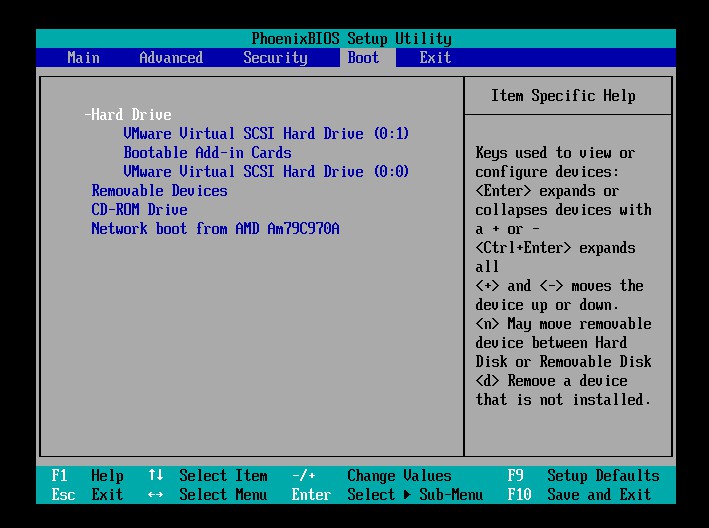 PhoenixBIOS Setup Utility
Main Advanced Security Boot Exit
-Hard Drive
VMware Virtual SCSI Hard Drive (0:1)
Bootable Add-in Cards
VMware Virtual SCSI Hard Drive (0:0)
Removable Devices
CD-ROM Drive
Network boot from AMD Am79C970A
Item Specific Help
Keys used to view or
configure devices:
<Enter> expands or
collapses devices with
a + or -
<Ctrl+Enter> expands
all
<+> and <-> moves the
device up or down.
<n> May move removable
device between Hard
Disk or Removable Disk
<d> Remove a device
that is not installed.
F1 Help ↑↓ Select Item -/+ Change Values F9 Setup Defaults
Esc Exit ↔ Select Menu Enter Select ▶ Sub-Menu F10 Save and Exit